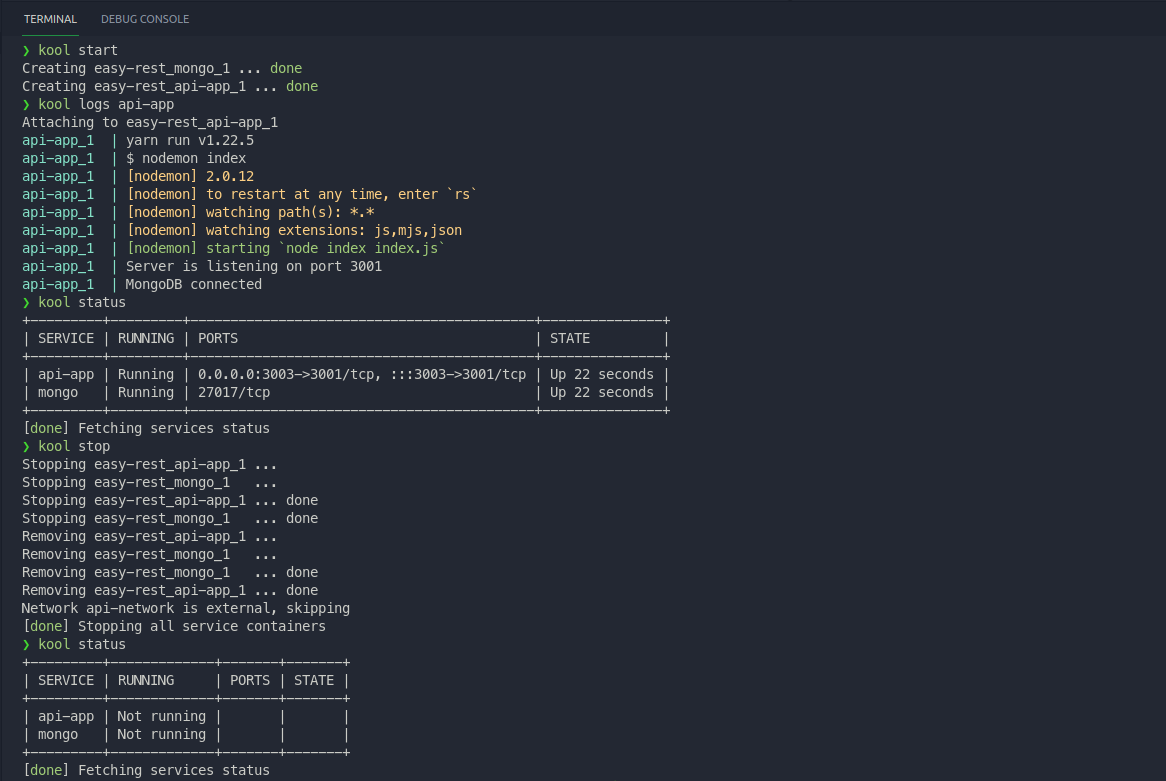 TERMINAL DEBUG CONSOLE
❯ kool start
Creating easy-rest_mongo_1 ... done
Creating easy-rest_api-app_1 ... done
❯ kool logs api-app
Attaching to easy-rest_api-app_1
api-app_1  | yarn run v1.22.5
api-app_1  | $ nodemon index
api-app_1  | [nodemon] 2.0.12
api-app_1  | [nodemon] to restart at any time, enter `rs`
api-app_1  | [nodemon] watching path(s): *.*
api-app_1  | [nodemon] watching extensions: js,mjs,json
api-app_1  | [nodemon] starting `node index index.js`
api-app_1  | Server is listening on port 3001
api-app_1  | MongoDB connected
❯ kool status
+---------+---------+-------------------------------------------+---------------+
| SERVICE | RUNNING | PORTS                                     | STATE         |
+---------+---------+-------------------------------------------+---------------+
| api-app | Running | 0.0.0.0:3003->3001/tcp, :::3003->3001/tcp | Up 22 seconds |
| mongo   | Running | 27017/tcp                                 | Up 22 seconds |
+---------+---------+-------------------------------------------+---------------+
[done] Fetching services status
❯ kool stop
Stopping easy-rest_api-app_1 ...
Stopping easy-rest_mongo_1   ...
Stopping easy-rest_api-app_1 ... done
Stopping easy-rest_mongo_1   ... done
Removing easy-rest_api-app_1 ...
Removing easy-rest_mongo_1   ...
Removing easy-rest_mongo_1   ... done
Removing easy-rest_api-app_1 ... done
Network api-network is external, skipping
[done] Stopping all service containers
❯ kool status
+---------+-------------+-------+-------+
| SERVICE | RUNNING     | PORTS | STATE |
+---------+-------------+-------+-------+
| api-app | Not running |       |       |
| mongo   | Not running |       |       |
+---------+-------------+-------+-------+
[done] Fetching services status